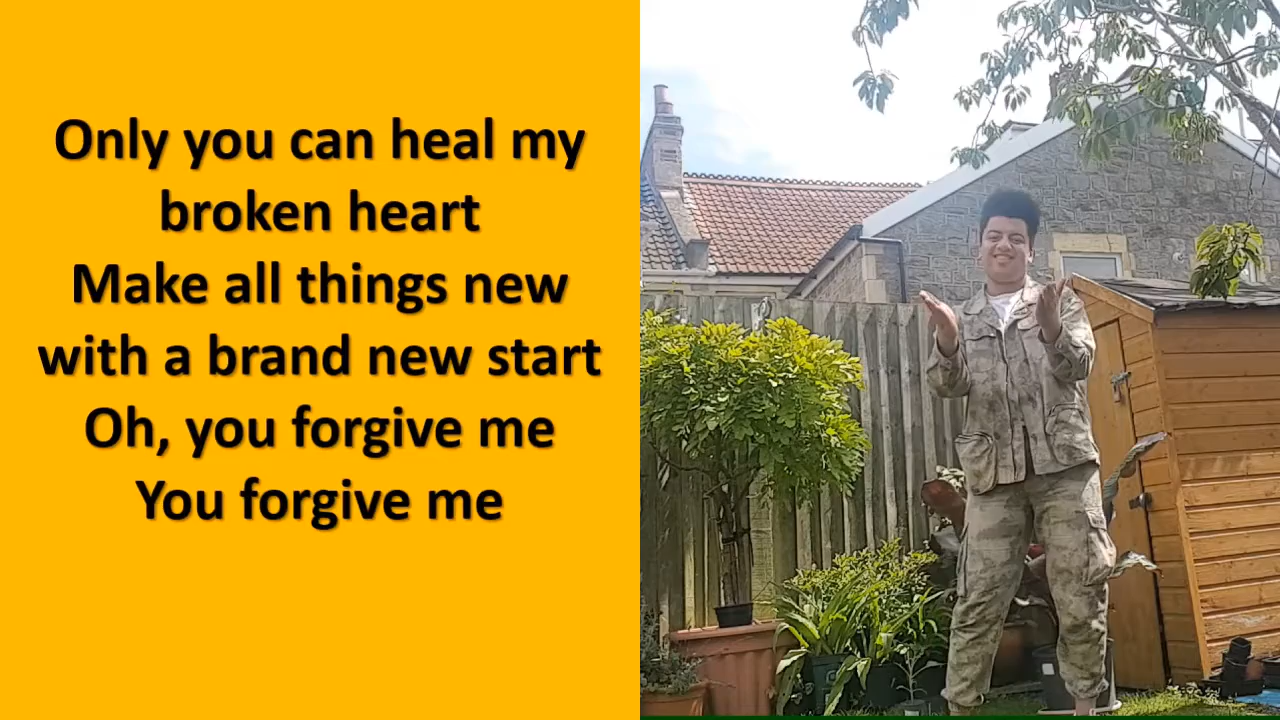 Only you can heal my
broken heart
Make all things new
with a brand new start
Oh, you forgive me
You forgive me